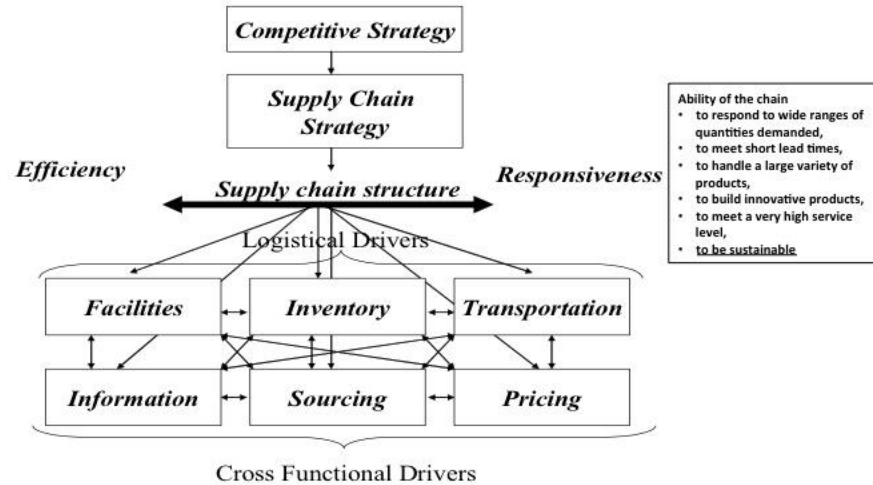 Competitive Strategy
Supply Chain
Strategy
Efficiency
Supply chain structure
Responsiveness
Ability of the chain
• to respond to wide ranges of
quantities demanded,
• to meet short lead times,
• to handle a large variety of
products,
• to build innovative products,
• to meet a very high service
level,
• to be sustainable
Logistical Drivers
Facilities
Inventory
Transportation
Information
Sourcing
Pricing
Cross Functional Drivers